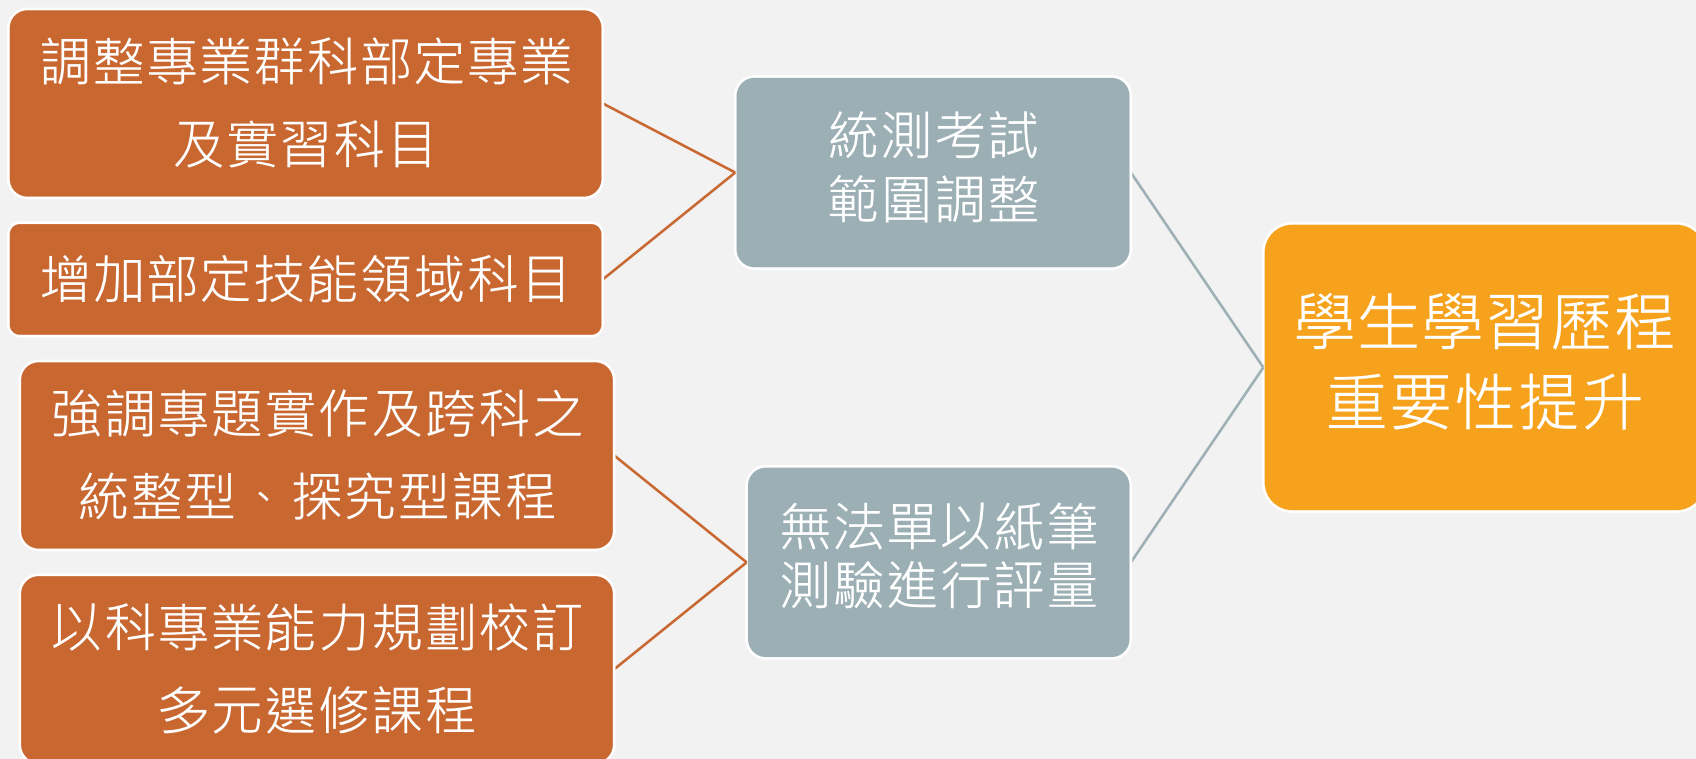 調整專業群科部定專業
及實習科目
增加部定技能領域科目
強調專題實作及跨科之
統整型、探究型課程
以科專業能力規劃校訂
多元選修課程
統測考試
範圍調整
無法單以紙筆
測驗進行評量
學生學習歷程
重要性提升